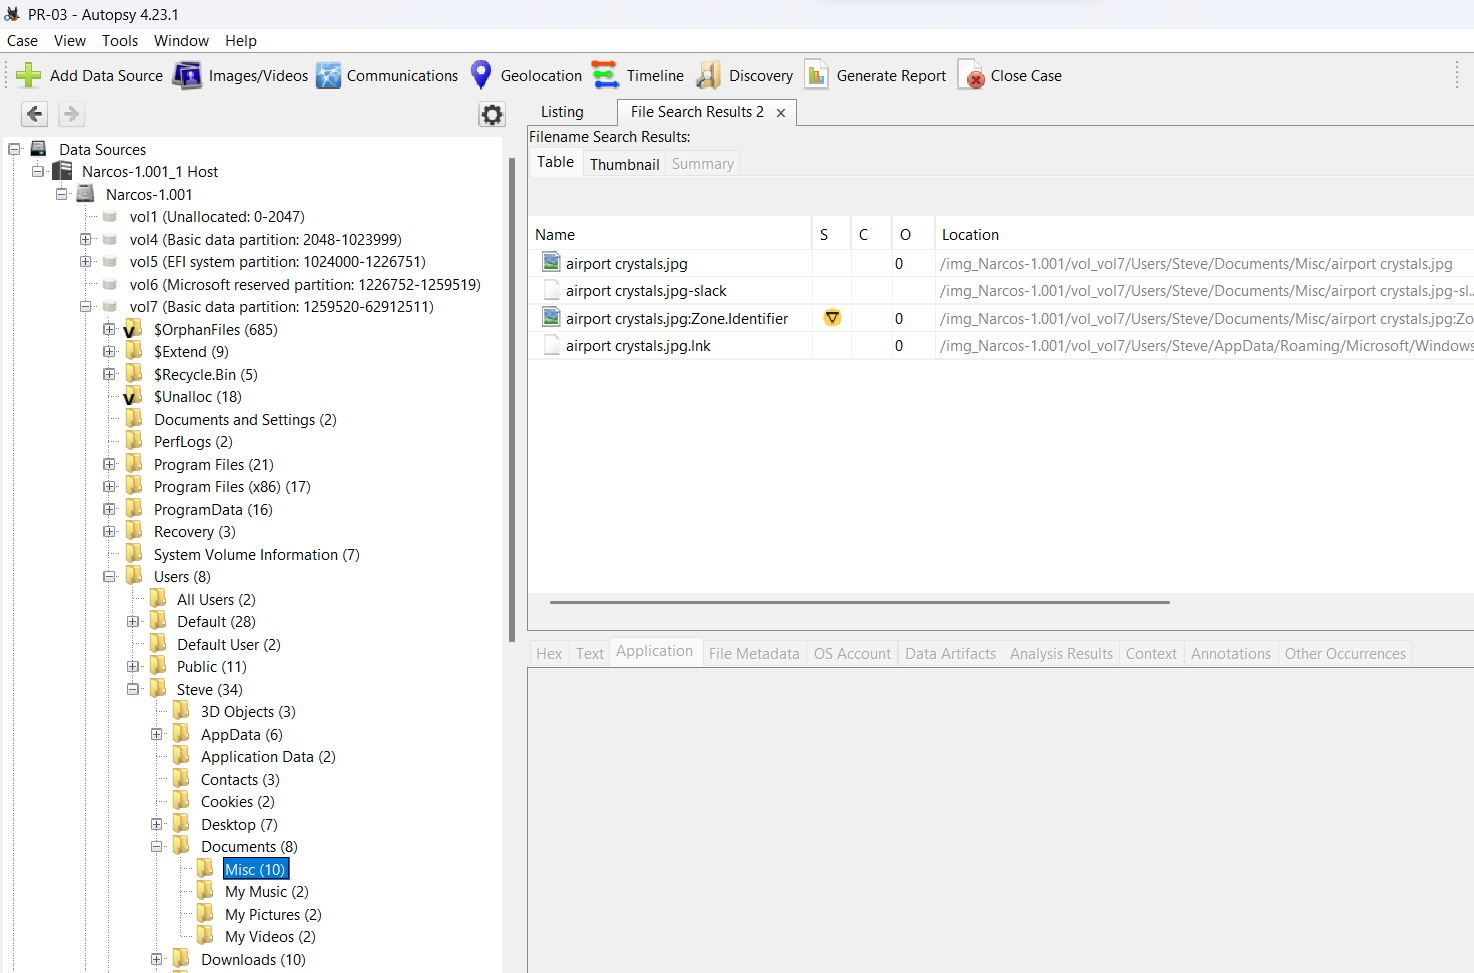 PR-03 - Autopsy 4.23.1
Case View Tools Window Help
Add Data Source Images/Videos Communications Geolocation Timeline Discovery Generate Report Close Case
Data Sources
Narcos-1.001_1 Host
Narcos-1.001
vol1 (Unallocated: 0-2047)
vol4 (Basic data partition: 2048-1023999)
vol5 (EFI system partition: 1024000-1226751)
vol6 (Microsoft reserved partition: 1226752-1259519)
vol7 (Basic data partition: 1259520-62912511)
$OrphanFiles (685)
$Extend (9)
$Recycle.Bin (5)
$Unalloc (18)
Documents and Settings (2)
PerfLogs (2)
Program Files (21)
Program Files (x86) (17)
ProgramData (16)
Recovery (3)
System Volume Information (7)
Users (8)
All Users (2)
Default (28)
Default User (2)
Public (11)
Steve (34)
3D Objects (3)
AppData (6)
Application Data (2)
Contacts (3)
Cookies (2)
Desktop (7)
Documents (8)
Misc (10)
My Music (2)
My Pictures (2)
My Videos (2)
Downloads (10)
Listing File Search Results 2
Filename Search Results:
Table Thumbnail Summary
Name S C O Location
airport crystals.jpg 0 /img_Narcos-1.001/vol_vol7/Users/Steve/Documents/Misc/airport crystals.jpg
airport crystals.jpg-slack /img_Narcos-1.001/vol_vol7/Users/Steve/Documents/Misc/airport crystals.jpg-sl...
airport crystals.jpg:Zone.Identifier 0 /img_Narcos-1.001/vol_vol7/Users/Steve/Documents/Misc/airport crystals.jpg:Zo
airport crystals.jpg.lnk 0 /img_Narcos-1.001/vol_vol7/Users/Steve/AppData/Roaming/Microsoft/Windows
Hex Text Application File Metadata OS Account Data Artifacts Analysis Results Context Annotations Other Occurrences